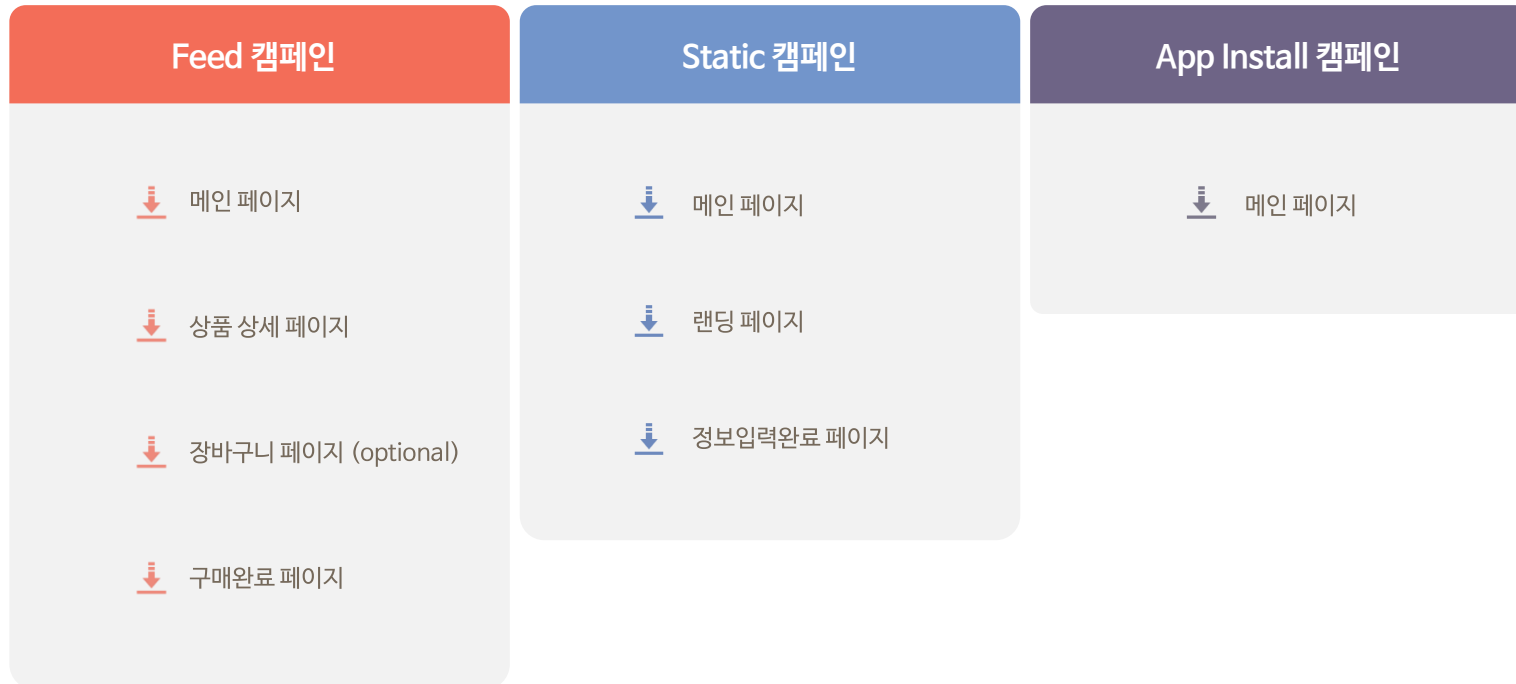 Feed 캠페인
메인 페이지
상품 상세 페이지
장바구니 페이지 (optional)
구매완료 페이지
Static 캠페인
메인 페이지
랜딩 페이지
정보입력완료 페이지
App Install 캠페인
메인 페이지